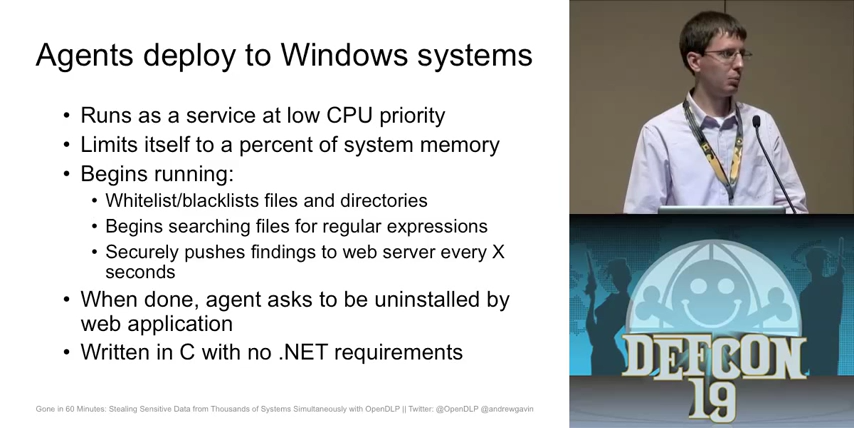 Agents deploy to Windows systems
• Runs as a service at low CPU priority
• Limits itself to a percent of system memory
• Begins running:
• Whitelist/blacklists files and directories
• Begins searching files for regular expressions
• Securely pushes findings to web server every X
seconds
• When done, agent asks to be uninstalled by
web application
• Written in C with no .NET requirements
Gone in 60 Minutes: Stealing Sensitive Data from Thousands of Systems Simultaneously with OpenDLP || Twitter: @OpenDLP @andrewgavin
DEFCON
19